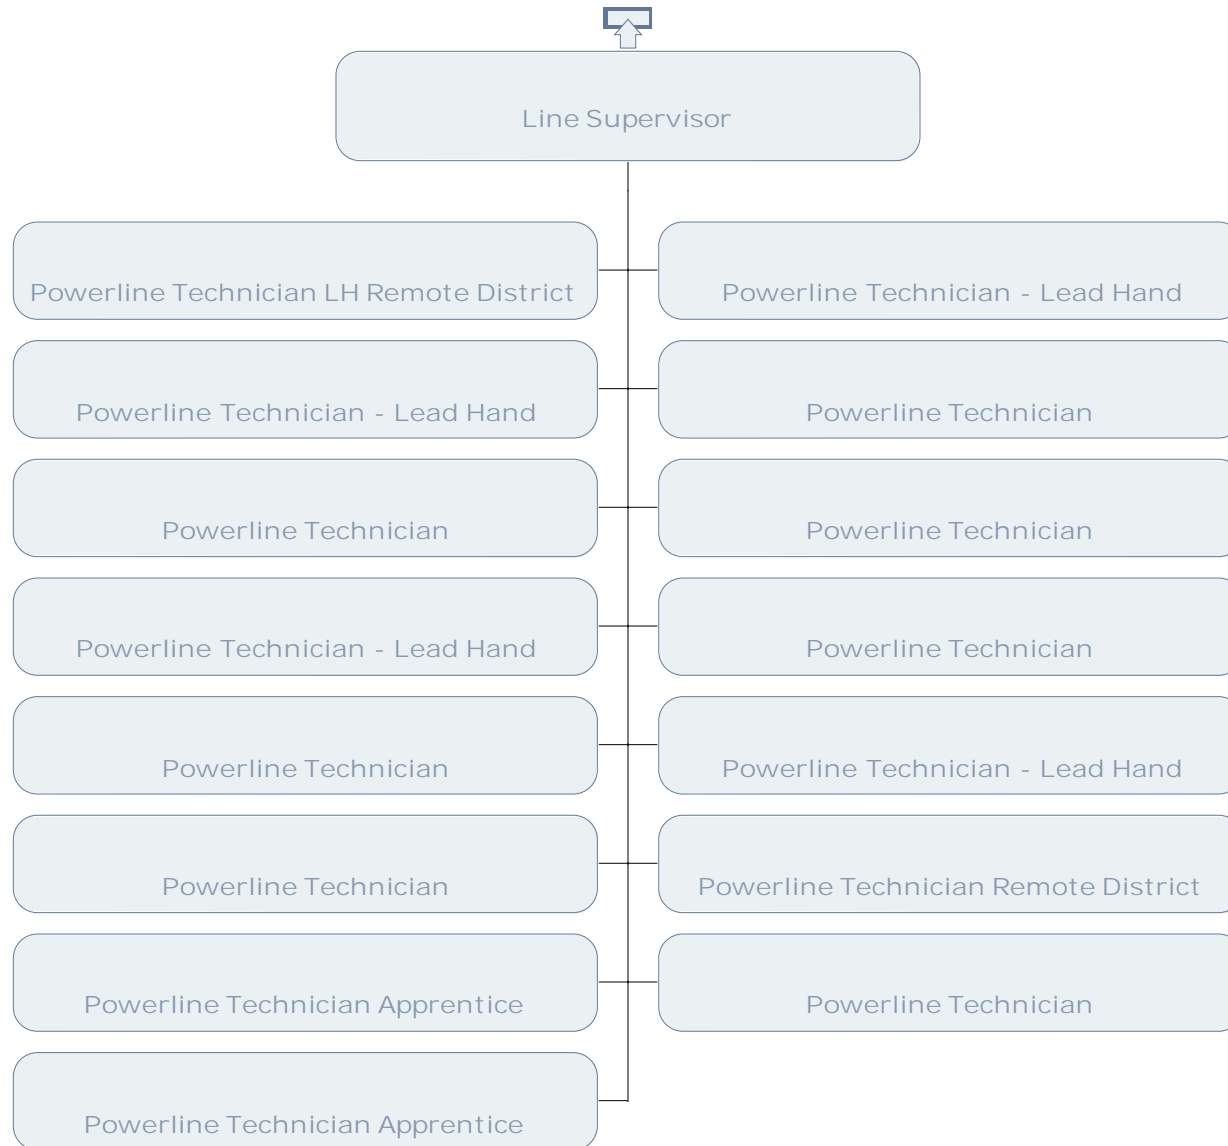 Line Supervisor
Powerline Technician LH Remote District
Powerline Technician - Lead Hand
Powerline Technician - Lead Hand
Powerline Technician
Powerline Technician
Powerline Technician
Powerline Technician - Lead Hand
Powerline Technician
Powerline Technician
Powerline Technician - Lead Hand
Powerline Technician
Powerline Technician Remote District
Powerline Technician Apprentice
Powerline Technician
Powerline Technician Apprentice